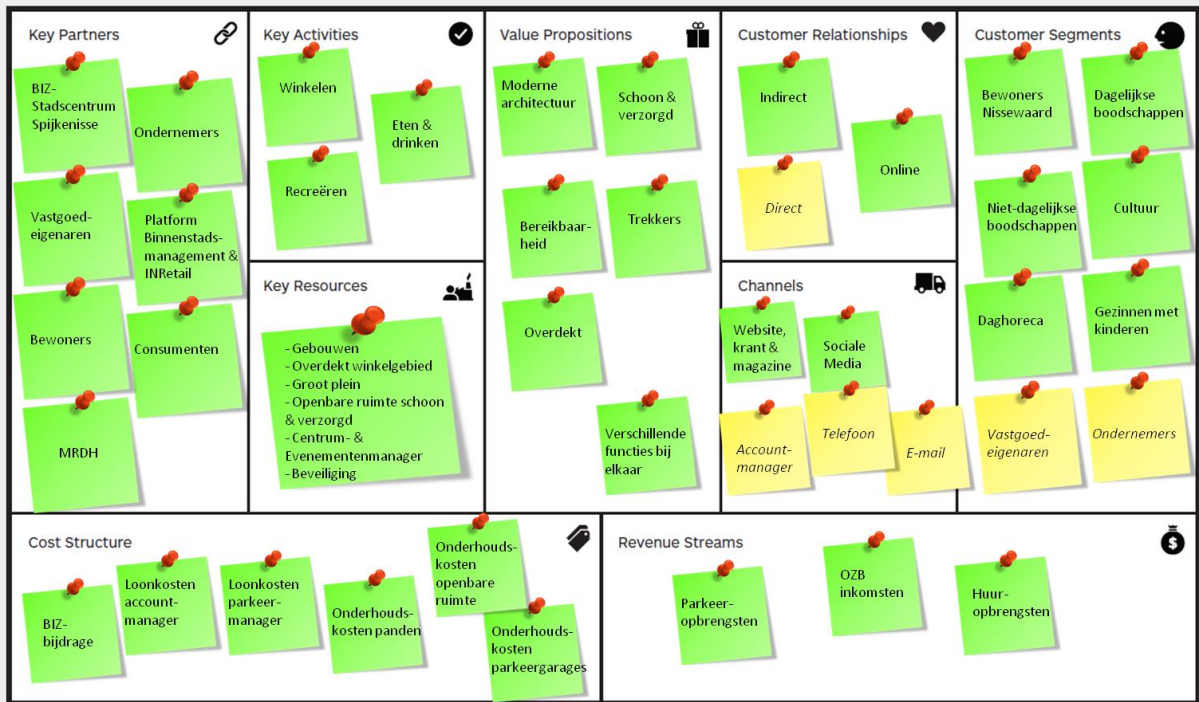 Key Partners
BIZ-
Stadscentrum
Spijkenisse
Ondernemers
Vastgoed-
eigenaren
Platform
Binnenstads-
management &
INRetail
Bewoners
Consumenten
MRDH
Key Activities
Winkelen
Eten &
drinken
Recreëren
Key Resources
- Gebouwen
- Overdekt winkelgebied
- Groot plein
- Openbare ruimte schoon
& verzorgd
- Centrum- &
Evenementenmanager
- Beveiliging
Value Propositions
Moderne
architectuur
Schoon &
verzorgd
Bereikbaar-
heid
Trekkers
Overdekt
Verschillende
functies bij
elkaar
Customer Relationships
Indirect
Online
Direct
Channels
Website,
krant &
magazine
Sociale
Media
Account-
manager
Telefoon
E-mail
Customer Segments
Bewoners
Nissewaard
Dagelijkse
boodschappen
Niet-dagelijkse
boodschappen
Cultuur
Daghoreca
Gezinnen met
kinderen
Vastgoed-
eigenaren
Ondernemers
Cost Structure
BIZ-
bijdrage
Loonkosten
account-
manager
Loonkosten
parkeer-
manager
Onderhouds-
kosten panden
Onderhouds-
kosten
openbare
ruimte
Onderhouds-
kosten
parkeergarages
Revenue Streams
$
Parkeer-
opbrengsten
OZB
inkomsten
Huur-
opbrengsten